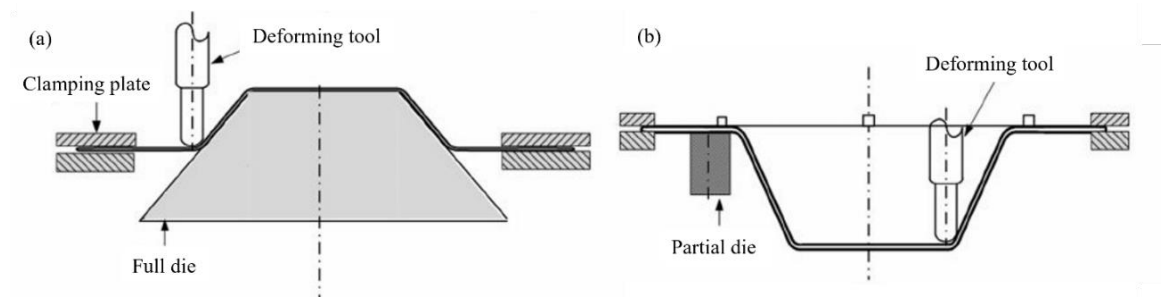 (a)
Deforming tool
Clamping plate
Full die
(b)
Deforming tool
Partial die